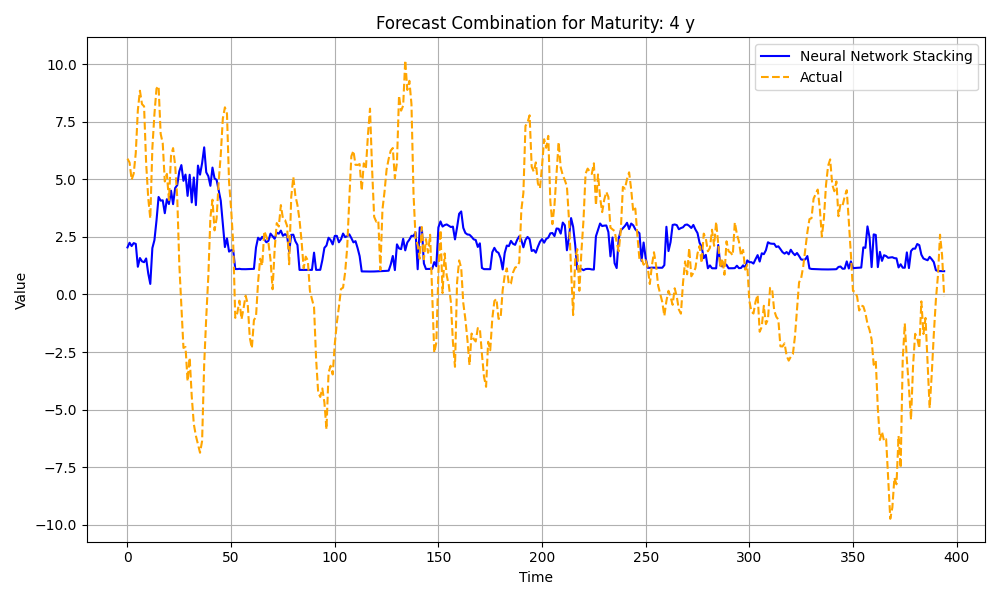 Forecast Combination for Maturity: 4 y
Neural Network Stacking
Actual
Value
10.0
7.5
5.0
2.5
0.0
−2.5
−5.0
−7.5
−10.0
0 50 100 150 200 250 300 350 400
Time